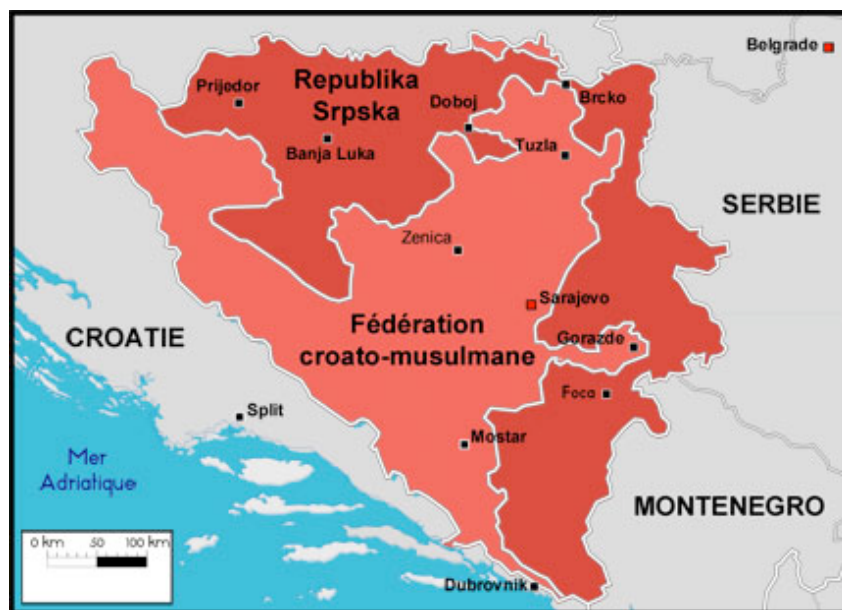 Belgrade
Republika
Srpska
Prijedor
Doboj
Brcko
Banja Luka
Tuzla
SERBIE
Zenica
Sarajevo
Fédération
croato-musulmane
CROATIE
Gorazde
Foca
Split
Mostar
Mer
Adriatique
MONTENEGRO
0 km 50 100 km
Dubrovnik